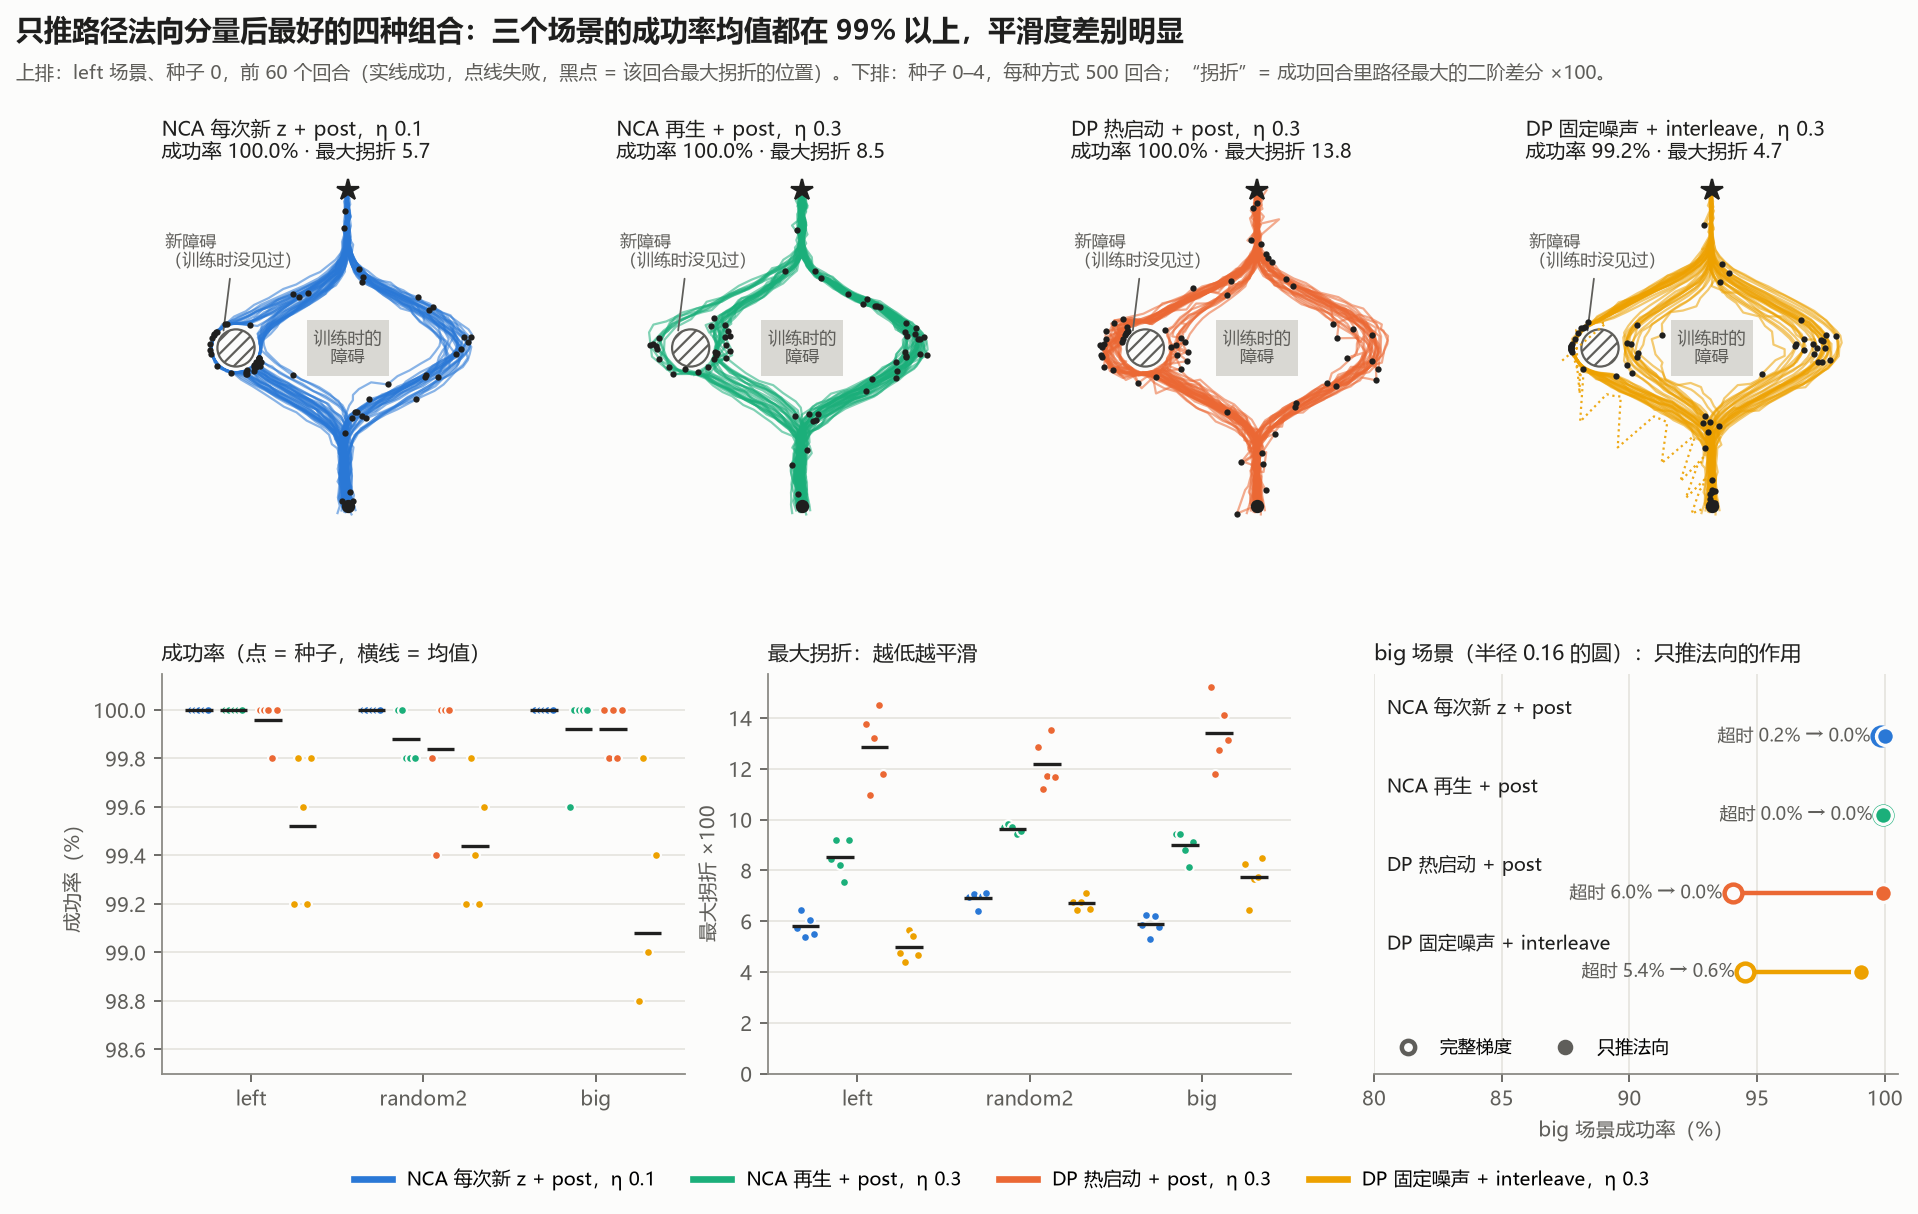 只推路径法向分量后最好的四种组合：三个场景的成功率均值都在 99% 以上，平滑度差别明显
上排：left 场景、种子 0，前 60 个回合（实线成功，点线失败，黑点 = 该回合最大拐折的位置）。下排：种子 0–4，每种方式 500 回合；“拐折” = 成功回合里路径最大的二阶差分 ×100。
NCA 每次新 z + post，η 0.1
成功率 100.0% · 最大拐折 5.7
新障碍
（训练时没见过）
训练时的
障碍
NCA 再生 + post，η 0.3
成功率 100.0% · 最大拐折 8.5
新障碍
（训练时没见过）
训练时的
障碍
DP 热启动 + post，η 0.3
成功率 100.0% · 最大拐折 13.8
新障碍
（训练时没见过）
训练时的
障碍
DP 固定噪声 + interleave，η 0.3
成功率 99.2% · 最大拐折 4.7
新障碍
（训练时没见过）
训练时的
障碍
成功率（点 = 种子，横线 = 均值）
成功率（%）
100.0
99.8
99.6
99.4
99.2
99.0
98.8
98.6
left
random2
big
最大拐折：越低越平滑
最大拐折 ×100
14
12
10
8
6
4
2
0
left
random2
big
big 场景（半径 0.16 的圆）：只推法向的作用
NCA 每次新 z + post
超时 0.2% → 0.0%
NCA 再生 + post
超时 0.0% → 0.0%
DP 热启动 + post
超时 6.0% → 0.0%
DP 固定噪声 + interleave
超时 5.4% → 0.6%
完整梯度
只推法向
80
85
90
95
100
big 场景成功率（%）
NCA 每次新 z + post，η 0.1
NCA 再生 + post，η 0.3
DP 热启动 + post，η 0.3
DP 固定噪声 + interleave，η 0.3